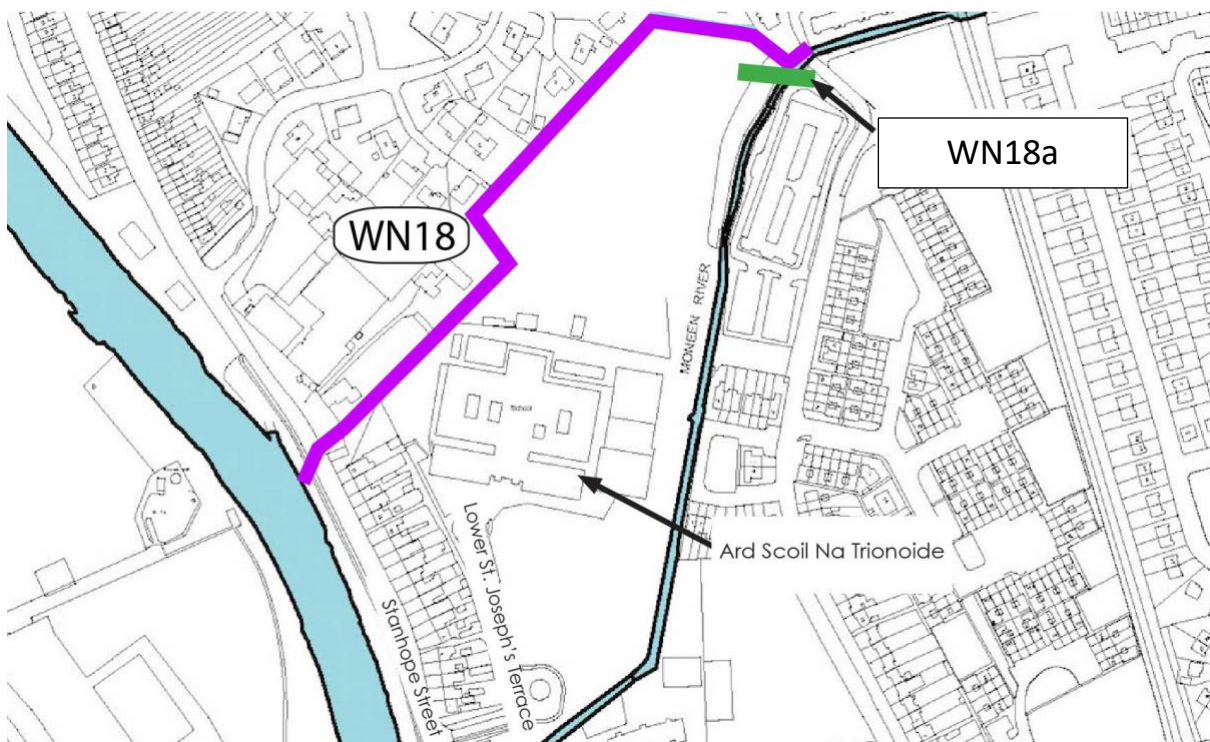 WN18a
WN18
MONEEN RIVER
School
Ard Scoil Na Trionoide
Lower St. Joseph's Terrace
Stanhope Street